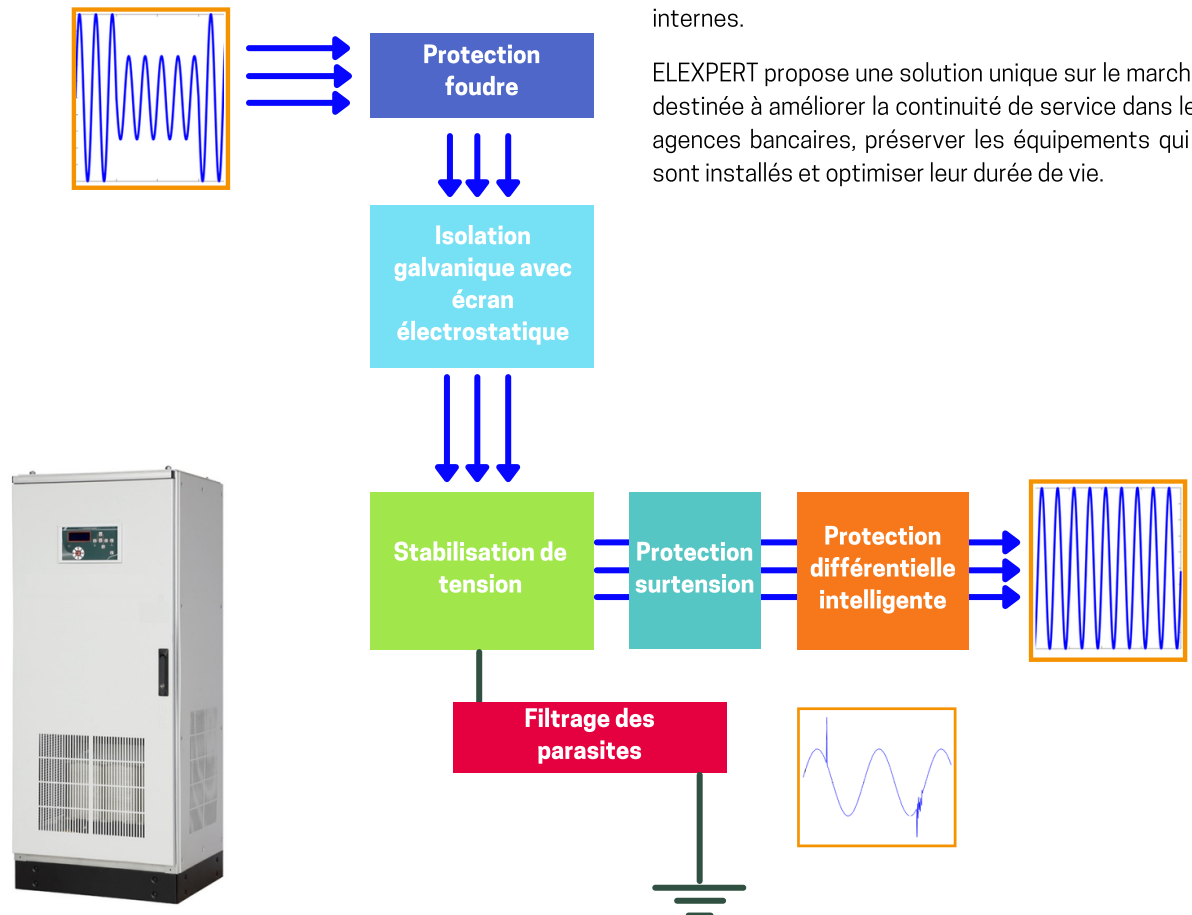 internes.
ELEXPERT propose une solution unique sur le march
destinée à améliorer la continuité de service dans le
agences bancaires, préserver les équipements qui
sont installés et optimiser leur durée de vie.
Protection
foudre
Isolation
galvanique avec
écran
électrostatique
Stabilisation de
tension
Protection
surtension
Protection
différentielle
intelligente
Filtrage des
parasites